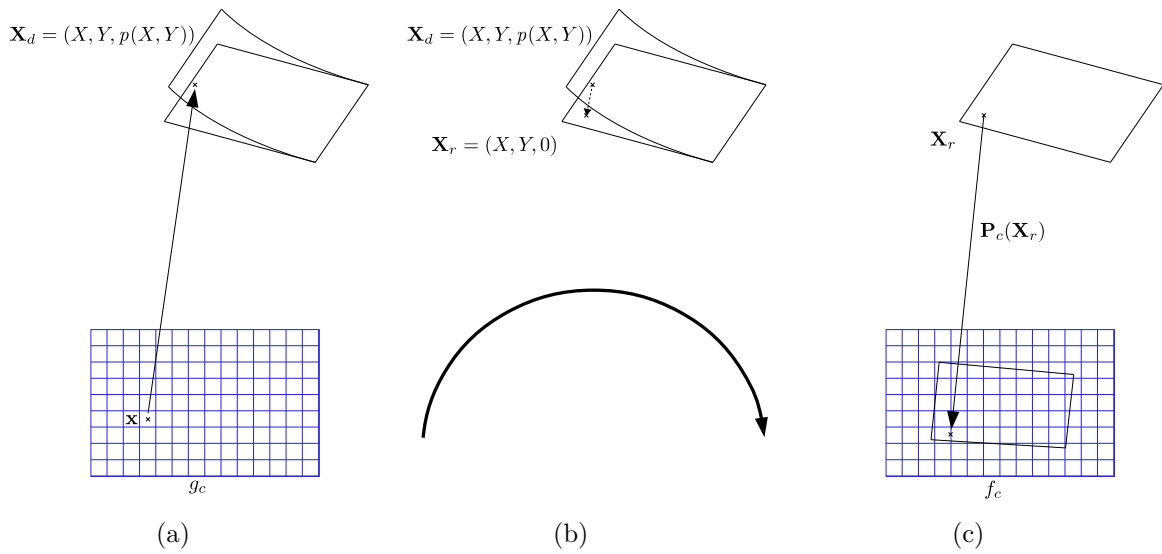 𝐗_d = (X, Y, p(X, Y))
𝐱
g_c
(a)
𝐗_d = (X, Y, p(X, Y))
𝐗_r = (X, Y, 0)
(b)
𝐗_r
𝐏_c(𝐗_r)
f_c
(c)